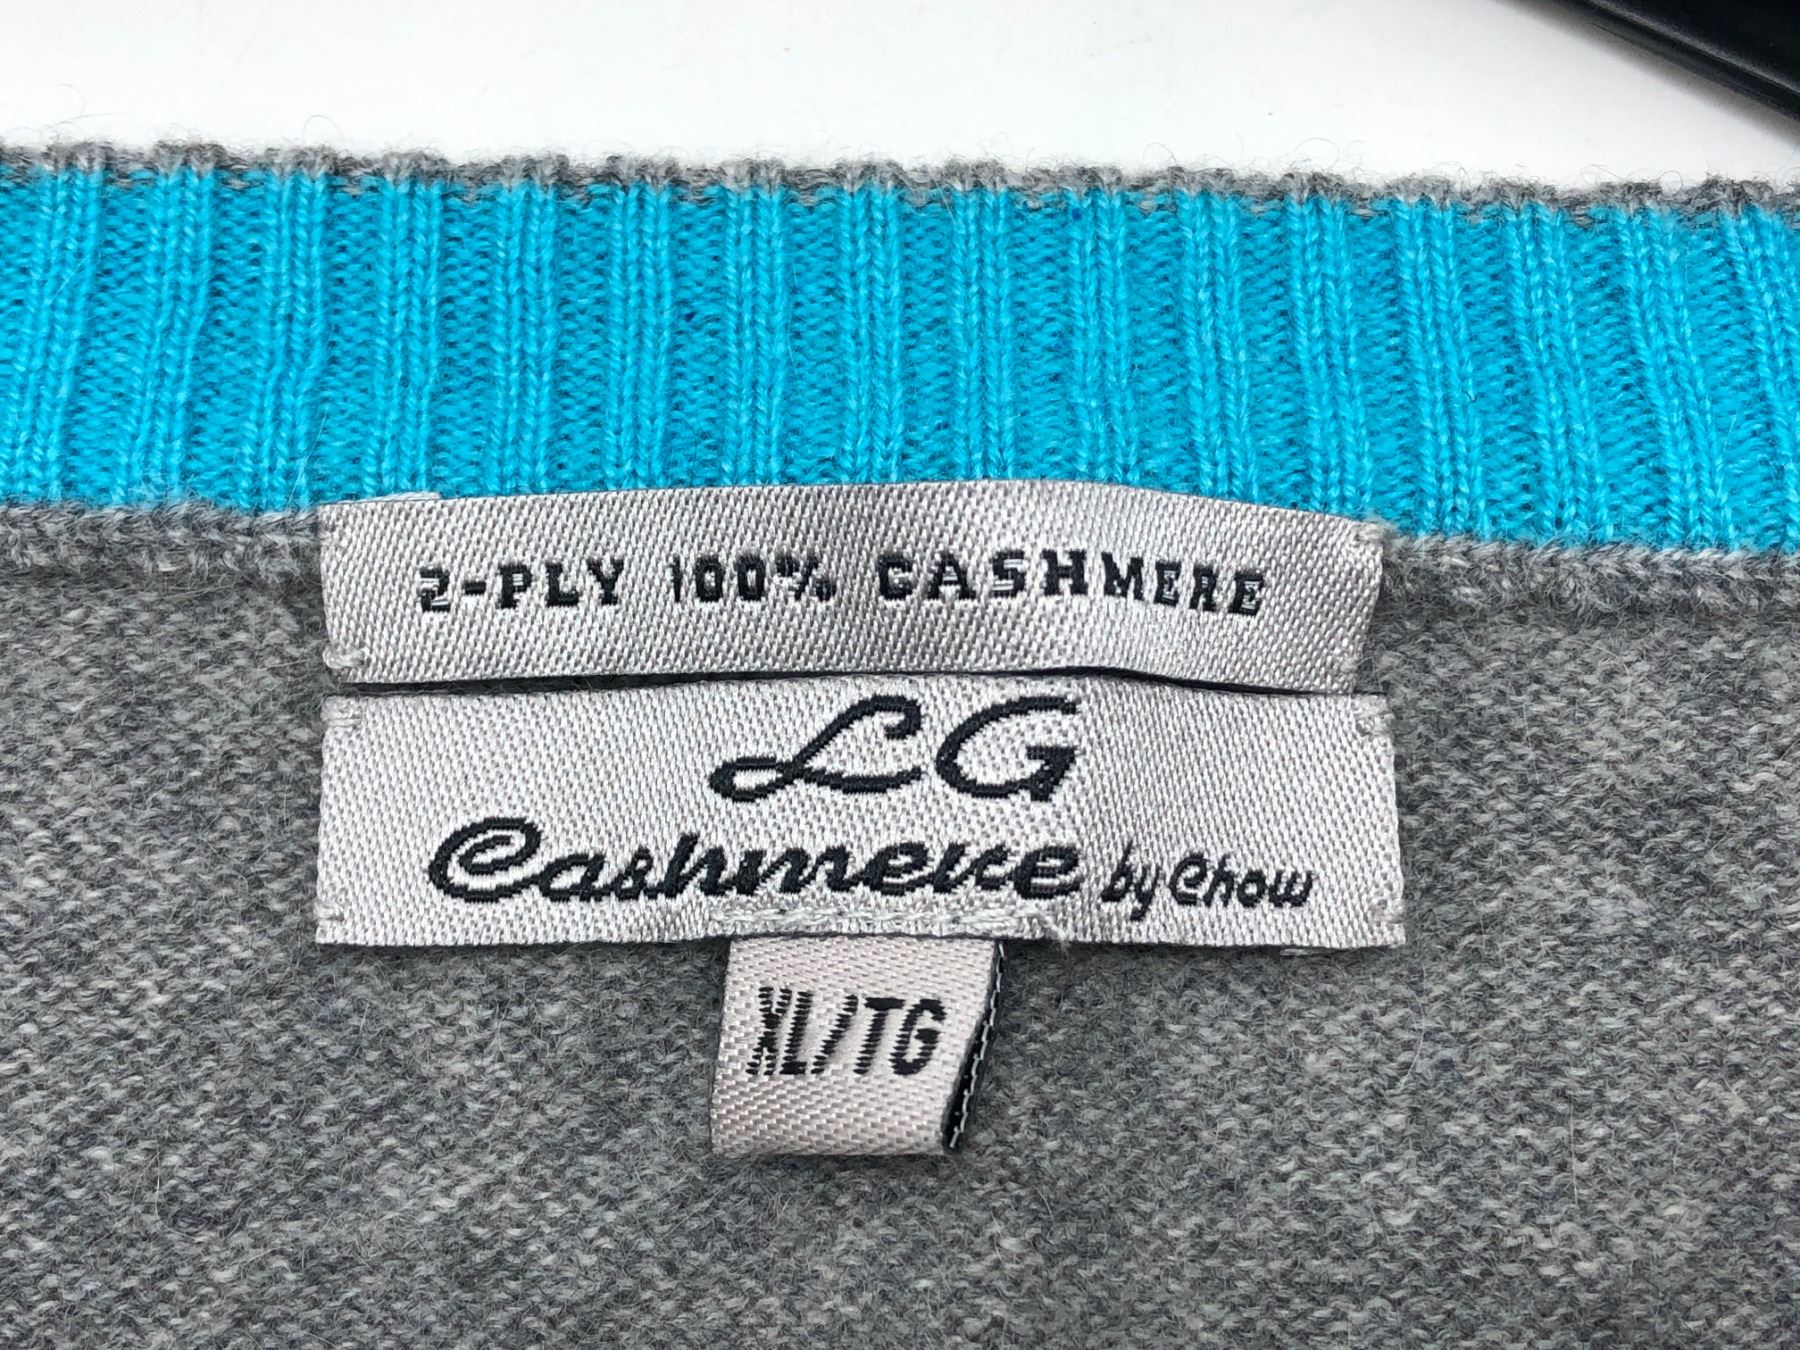 2-PLY 100% CASHMERE
LG
Cashmere by Chow
XL/TG